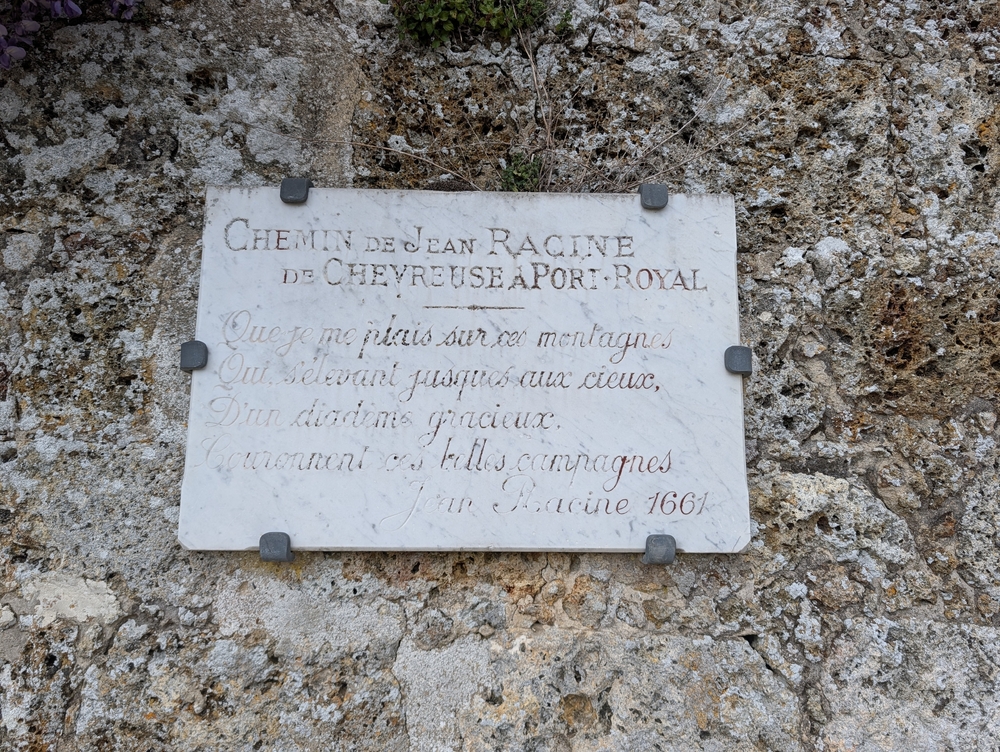 CHEMIN DE JEAN RACINE
DE CHEVREUSE A PORT-ROYAL
Que je me plais sur ces montagnes
Qui s'élevant jusques aux cieux,
D'un diadème gracieux.
Couronnent ces belles campagnes
Jean Racine 1661